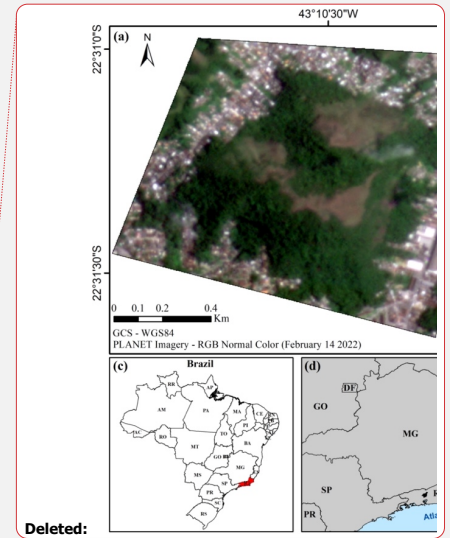 43°10'30"W
(a)
N
22°31'0"S
22°31'30"S
0 0.1 0.2 0.4
Km
GCS - WGS84
PLANET Imagery - RGB Normal Color (February 14 2022)
(c)
Brazil
(d)
RR
AP
AM
PA
MA
CE
PI
AC
RO
TO
BA
MT
GO
MG
MS
SP
PR
SC
RS
DF
GO
MG
SP
PR
Deleted: